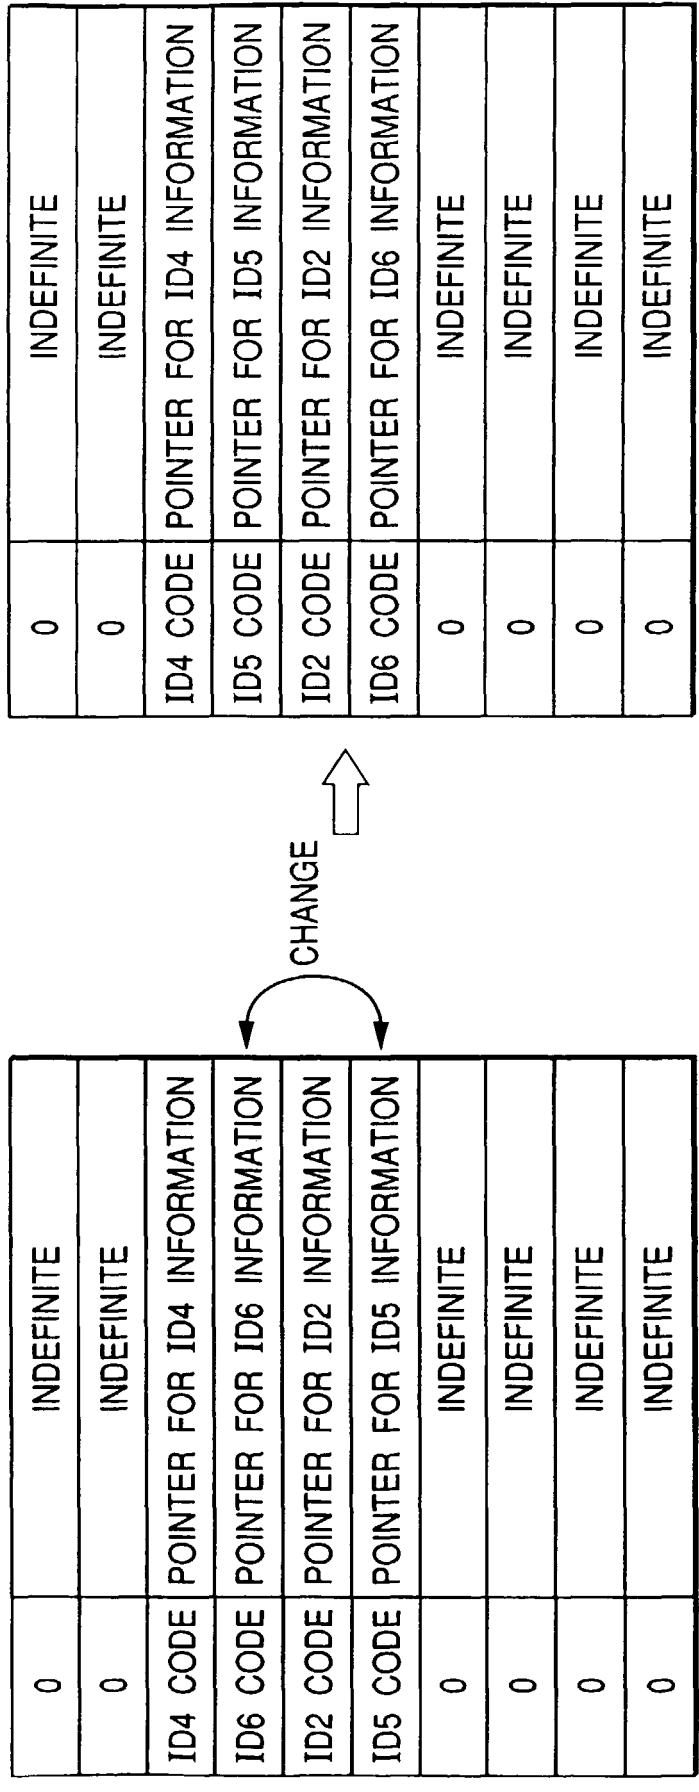 0 INDEFINITE
0 INDEFINITE
ID4 CODE POINTER FOR ID4 INFORMATION
ID6 CODE POINTER FOR ID6 INFORMATION
ID2 CODE POINTER FOR ID2 INFORMATION
ID5 CODE POINTER FOR ID5 INFORMATION
0 INDEFINITE
0 INDEFINITE
0 INDEFINITE
0 INDEFINITE
CHANGE
0 INDEFINITE
0 INDEFINITE
ID4 CODE POINTER FOR ID4 INFORMATION
ID5 CODE POINTER FOR ID5 INFORMATION
ID2 CODE POINTER FOR ID2 INFORMATION
ID6 CODE POINTER FOR ID6 INFORMATION
0 INDEFINITE
0 INDEFINITE
0 INDEFINITE
0 INDEFINITE